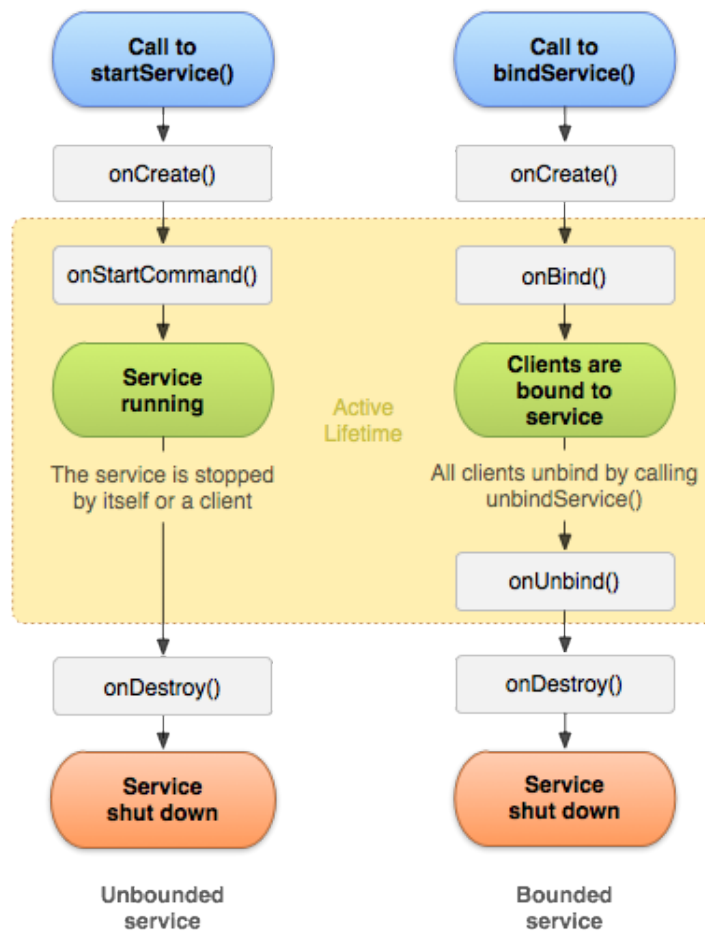 Call to
startService()
onCreate()
onStartCommand()
Service
running
The service is stopped
by itself or a client
onDestroy()
Service
shut down
Unbounded
service
Active
Lifetime
Call to
bindService()
onCreate()
onBind()
Clients are
bound to
service
All clients unbind by calling
unbindService()
onUnbind()
onDestroy()
Service
shut down
Bounded
service